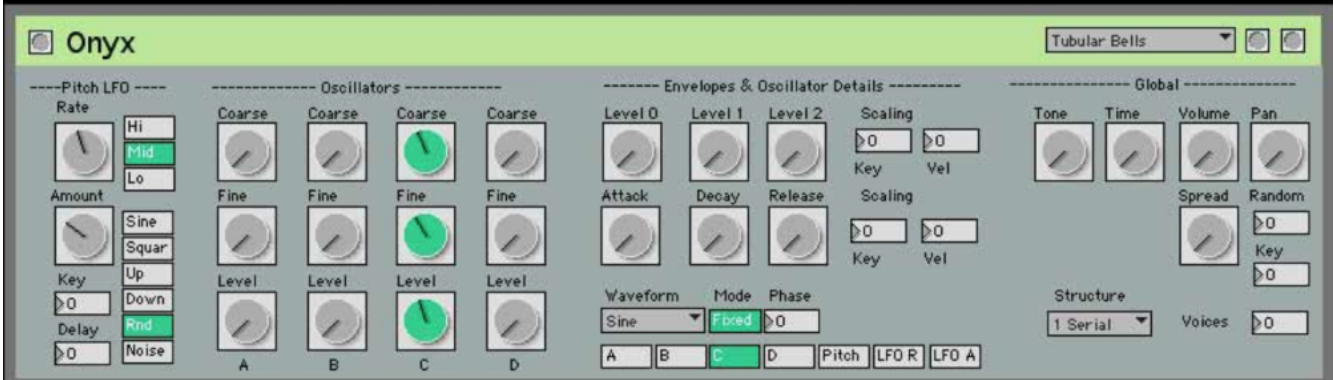 Onyx
Tubular Bells
----Pitch LFO ----
------------- Oscillators ------------
------- Envelopes & Oscillator Details ---------
---------------- Global ------------------
Rate
Hi
Mid
Lo
Amount
Sine
Squar
Up
Down
Rnd
Noise
Key
0
Delay
0
Coarse Coarse Coarse Coarse
Fine Fine Fine Fine
Level Level Level Level
A B C D
Level 0 Level 1 Level 2 Scaling
0 0
Key Vel
Attack Decay Release Scaling
0 0
Key Vel
Waveform Mode Phase
Sine Fixed 0
A B C D Pitch LFO R LFO A
Tone Time Volume Pan
Spread Random
0
Key
0
Structure
1 Serial Voices 0